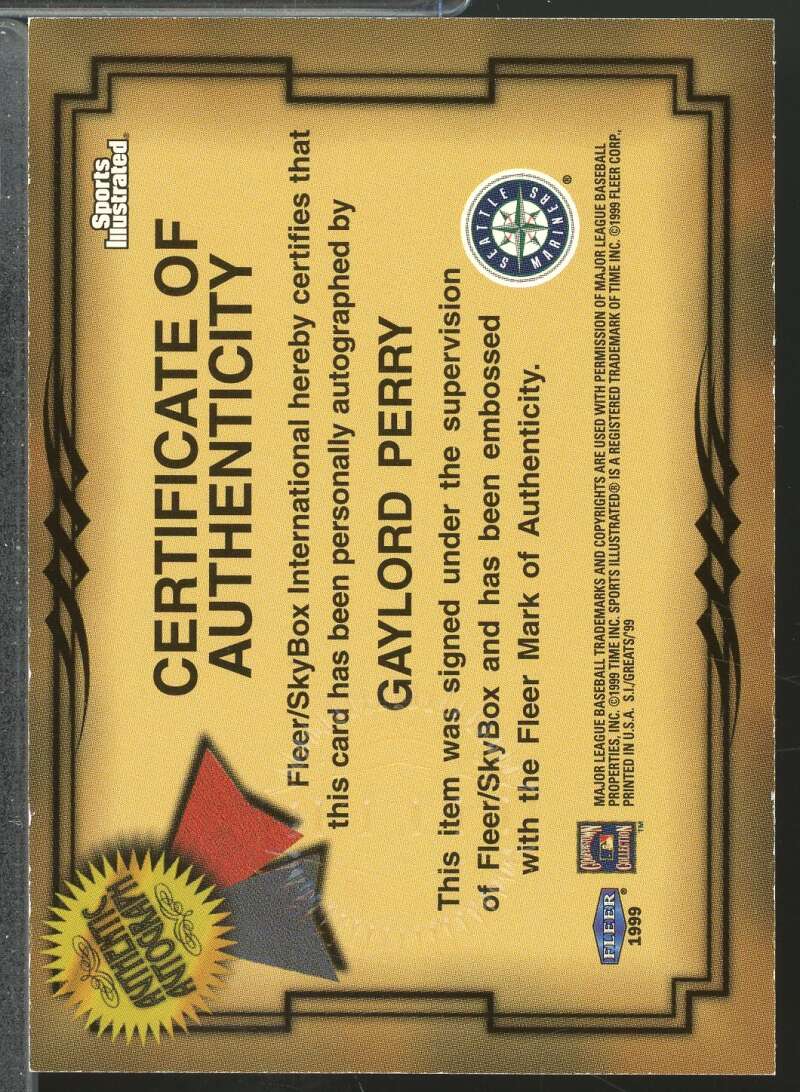 Sports
Illustrated®
CERTIFICATE OF
AUTHENTICITY
Fleer/SkyBox International hereby certifies that
this card has been personally autographed by
GAYLORD PERRY
This item was signed under the supervision
of Fleer/SkyBox and has been embossed
with the Fleer Mark of Authenticity.
SEATTLE
MARINERS
®
AUTHENTIC
AUTOGRAPH
FLEER®
1999
COOPERSTOWN
COLLECTION
™
MAJOR LEAGUE BASEBALL TRADEMARKS AND COPYRIGHTS ARE USED WITH PERMISSION OF MAJOR LEAGUE BASEBALL
PROPERTIES, INC. ©1999 TIME INC. SPORTS ILLUSTRATED® IS A REGISTERED TRADEMARK OF TIME INC. ©1999 FLEER CORP.,
PRINTED IN U.S.A. S.I./GREATS/'99